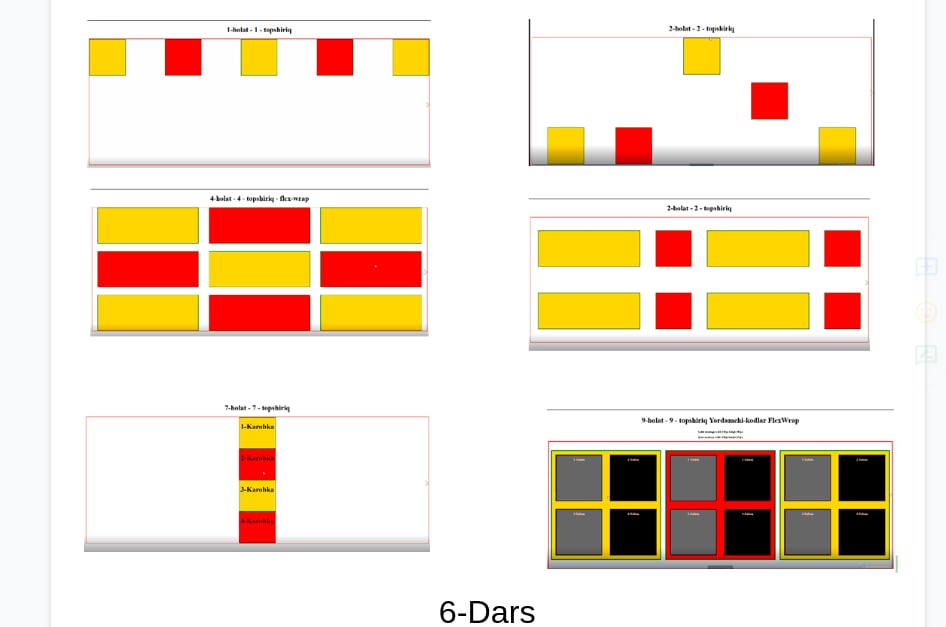 1-holat - 1 - topshiriq
2-holat - 2 - topshiriq
4-holat - 4 - topshiriq - flex-wrap
2-holat - 2 - topshiriq
7-holat - 7 - topshiriq
1-Karobka
2-Karobka
3-Karobka
4-Karobka
9-holat - 9 - topshiriq Yordamchi-kodlar FlexWrap
6-Dars